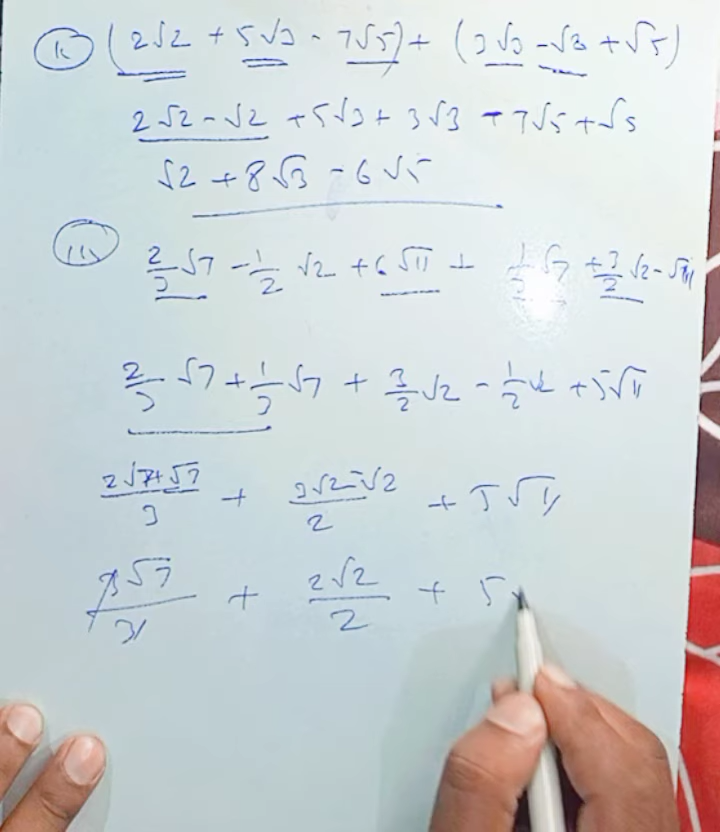 (ii) (2√2 + 5√3 - 7√5) + (3√3 - √2 + √5)
2√2 - √2 + 5√3 + 3√3 - 7√5 + √5
√2 + 8√3 - 6√5
(iii) 2/3 √7 - 1/2 √2 + 6√11 + 1/3 √7 + 3/2 √2 - √11
2/3 √7 + 1/3 √7 + 3/2 √2 - 1/2 √2 + 5√11
2√7+√7/3 + 3√2-√2/2 + 5√11
3√7/3 + 2√2/2 + 5